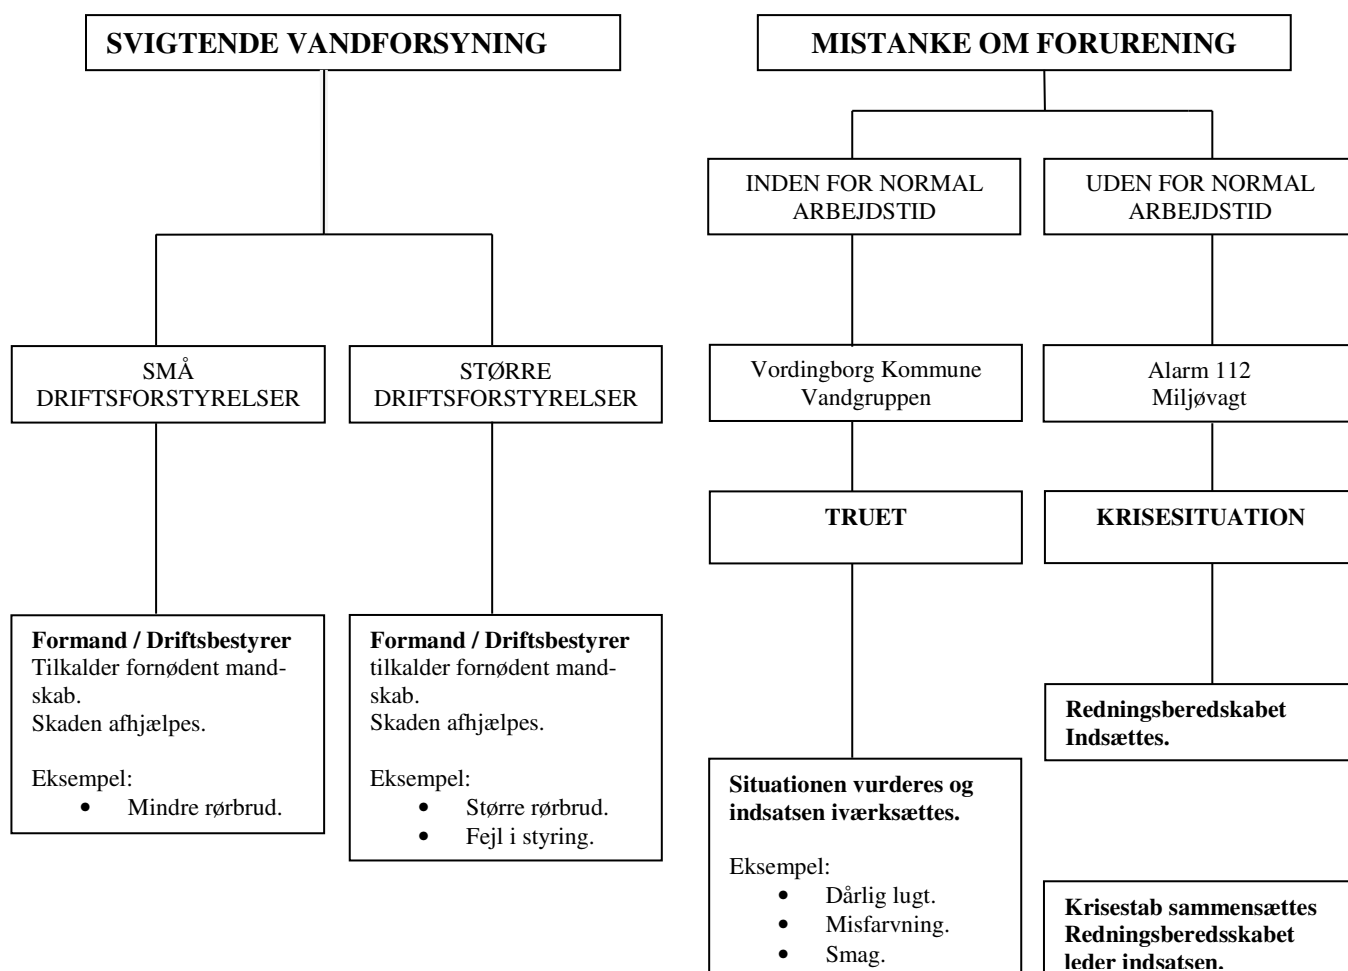 SVIGTENDE VANDFORSYNING
SMÅ
DRIFTSFORSTYRELSER
STØRRE
DRIFTSFORSTYRELSER
Formand / Driftsbestyrer
Tilkalder fornødent mand-
skab.
Skaden afhjælpes.
Eksempel:
• Mindre rørbrud.
Formand / Driftsbestyrer
tilkalder fornødent mand-
skab.
Skaden afhjælpes.
Eksempel:
• Større rørbrud.
• Fejl i styring.
MISTANKE OM FORURENING
INDEN FOR NORMAL
ARBEJDSTID
UDEN FOR NORMAL
ARBEJDSTID
Vordingborg Kommune
Vandgruppen
Alarm 112
Miljøvagt
TRUET
KRISESITUATION
Situationen vurderes og
indsatsen iværksættes.
Eksempel:
• Dårlig lugt.
• Misfarvning.
• Smag.
Redningsberedskabet
Indsættes.
Krisestab sammensættes
Redningsberedsskabet
leder indsatsen.